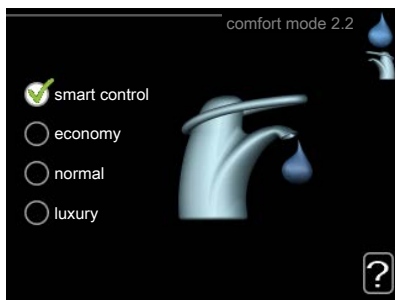 comfort mode 2.2
smart control
economy
normal
luxury
?